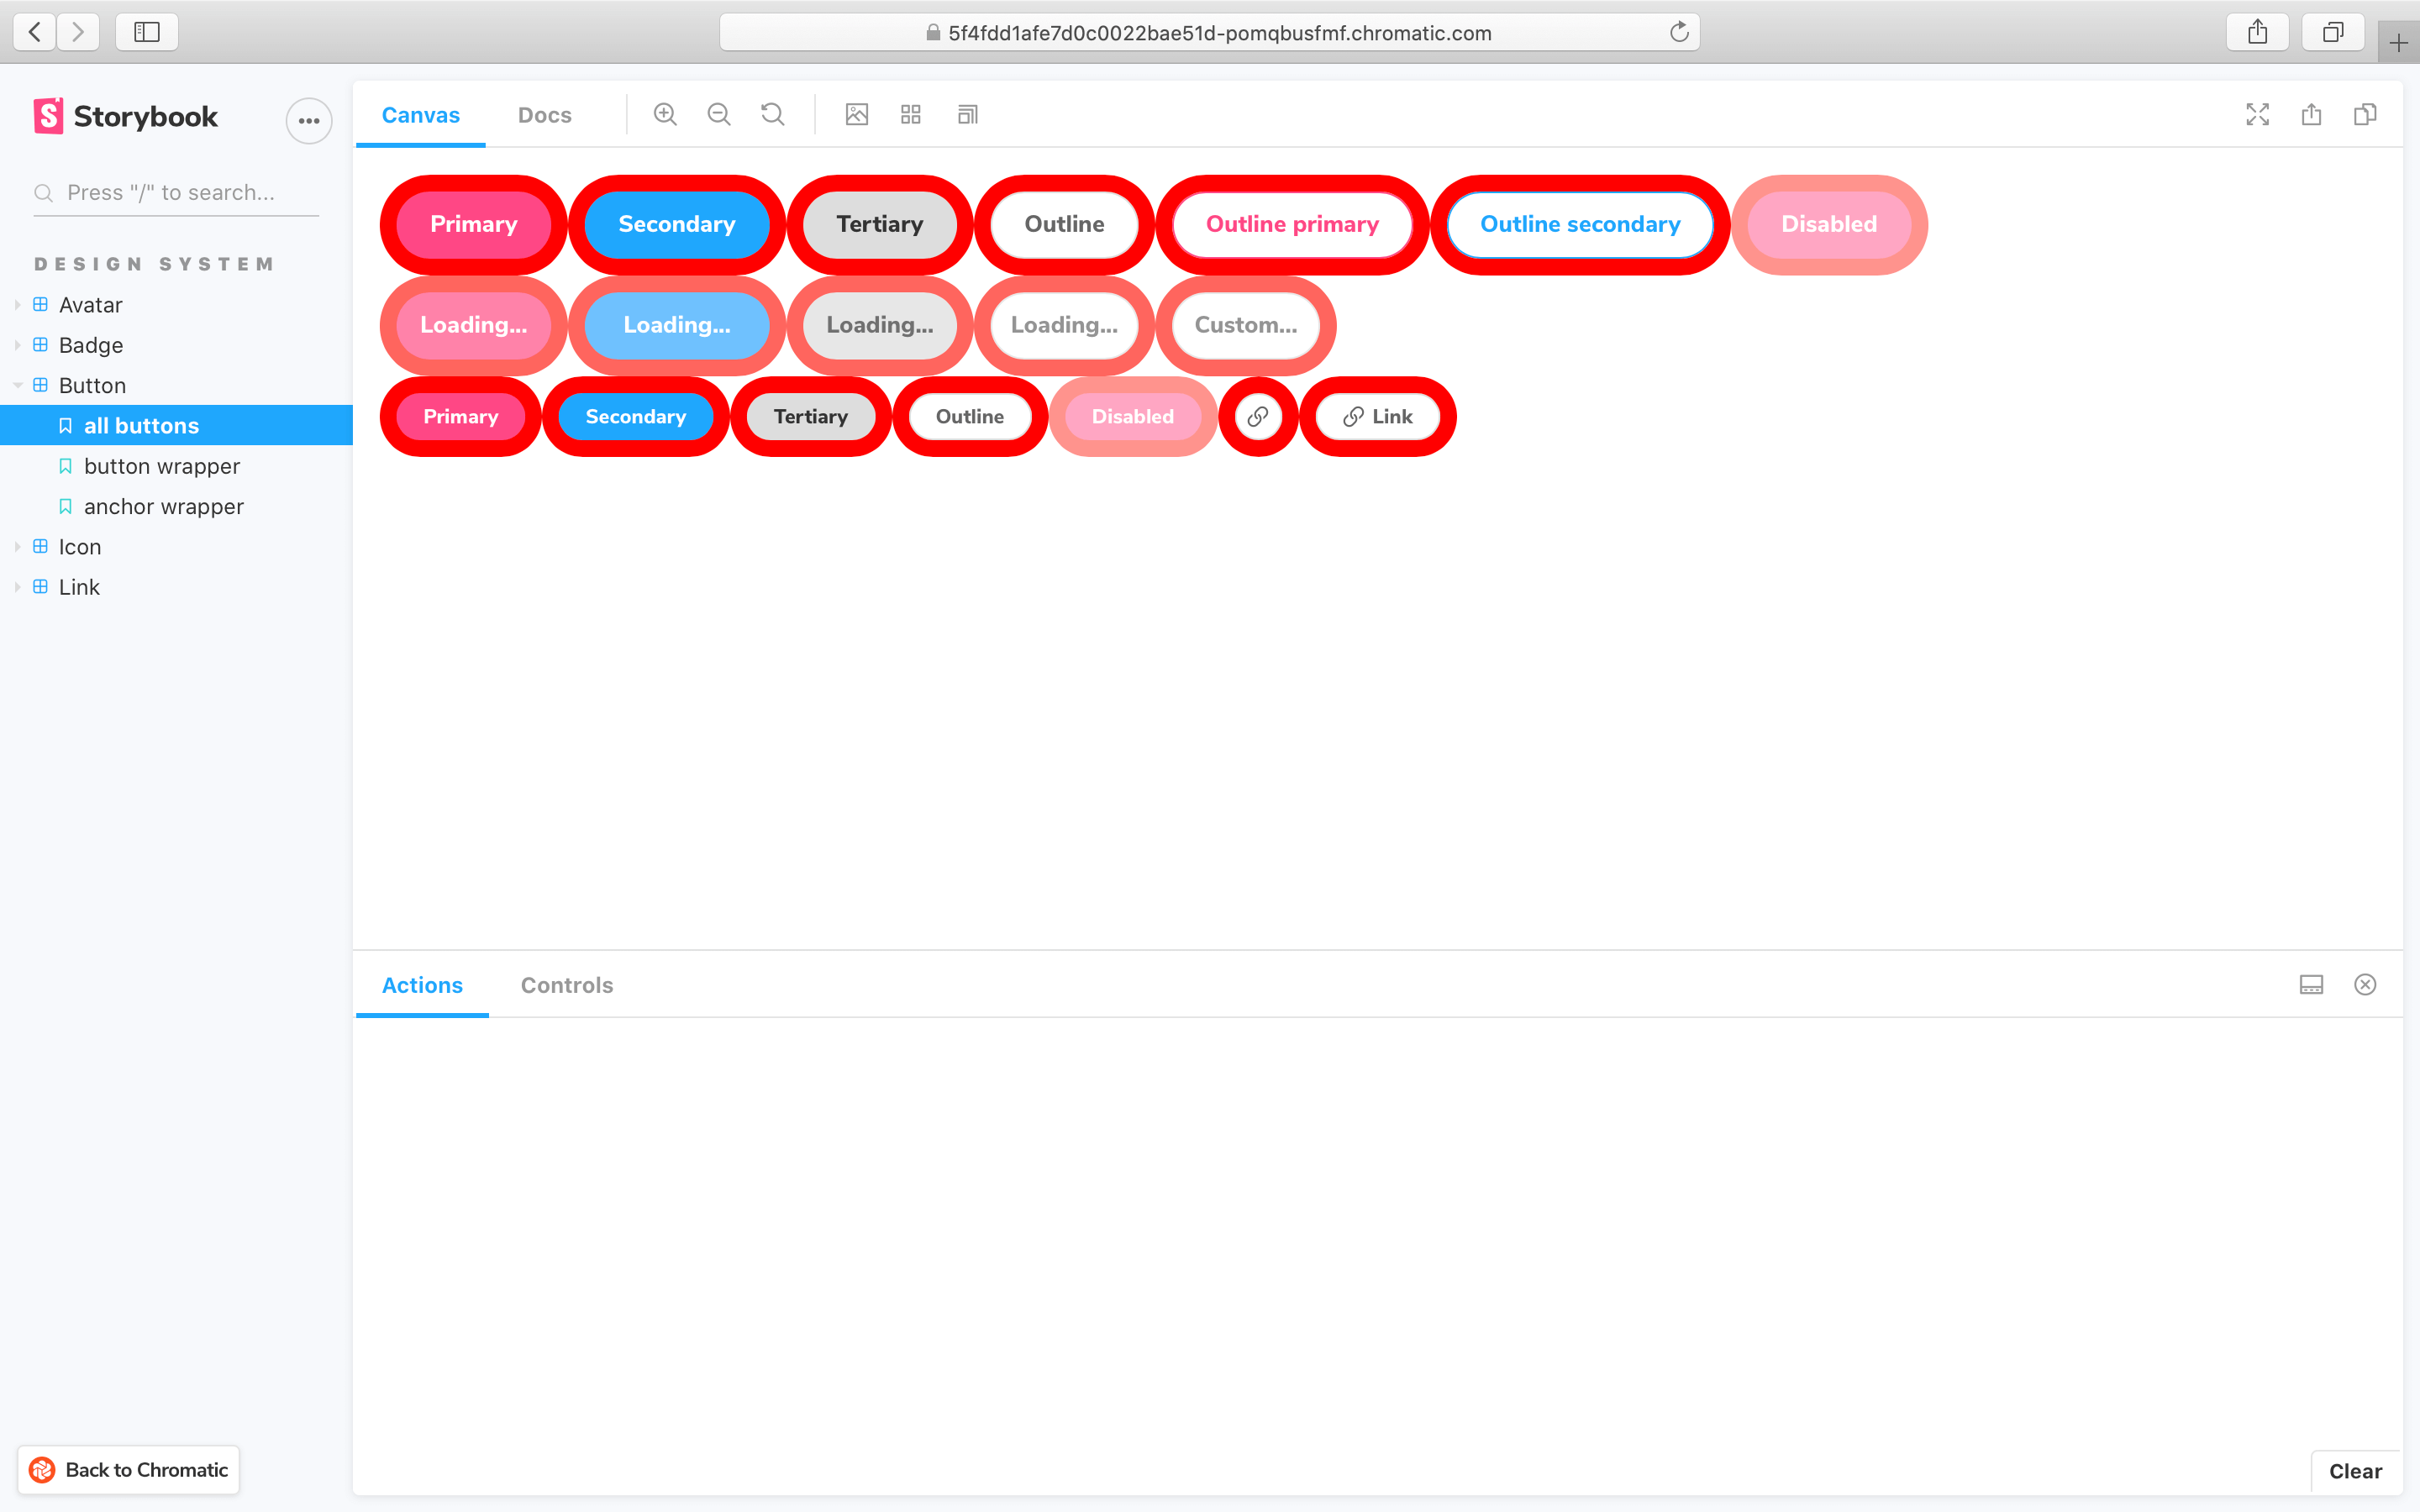 5f4fdd1afe7d0c0022bae51d-pomqbusfmf.chromatic.com
Storybook
Press "/" to search...
DESIGN SYSTEM
Avatar
Badge
Button
all buttons
button wrapper
anchor wrapper
Icon
Link
Back to Chromatic
Canvas Docs
Primary Secondary Tertiary Outline Outline primary Outline secondary Disabled
Loading... Loading... Loading... Loading... Custom...
Primary Secondary Tertiary Outline Disabled Link
Actions Controls
Clear